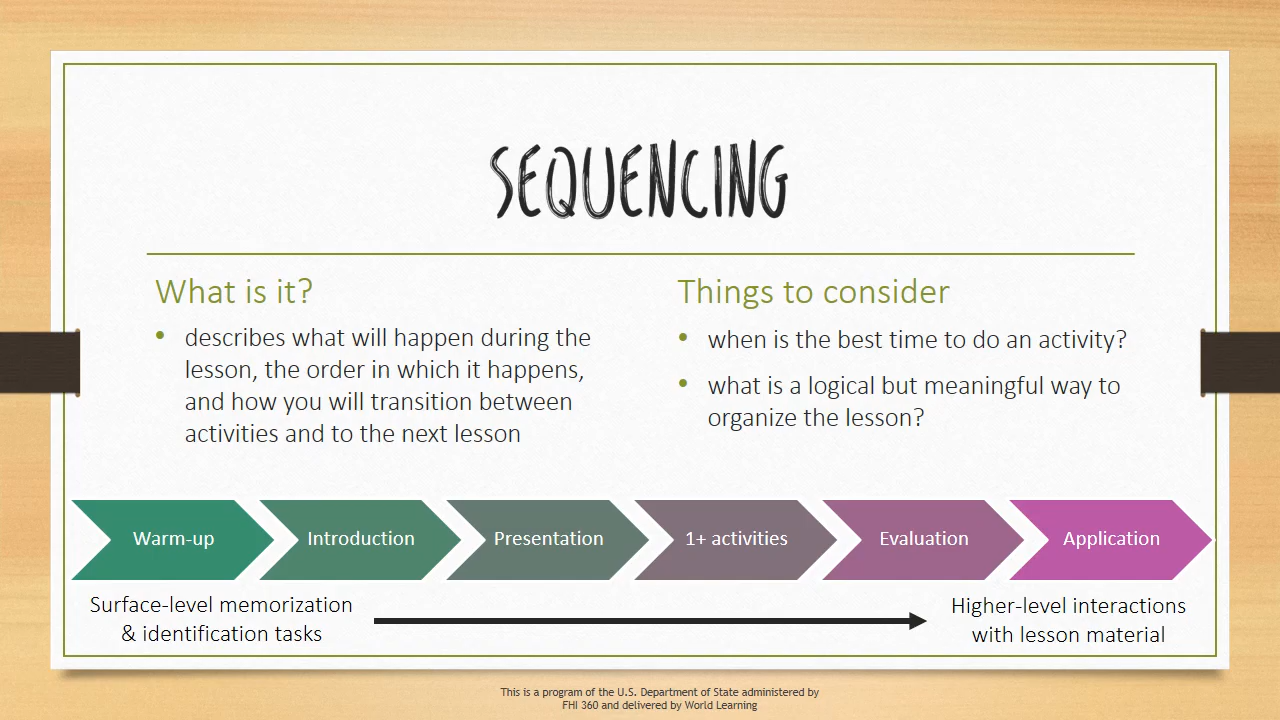 SEQUENCING
What is it?
• describes what will happen during the
lesson, the order in which it happens,
and how you will transition between
activities and to the next lesson
Things to consider
• when is the best time to do an activity?
• what is a logical but meaningful way to
organize the lesson?
Warm-up
Introduction
Presentation
1+ activities
Evaluation
Application
Surface-level memorization
& identification tasks
Higher-level interactions
with lesson material
This is a program of the U.S. Department of State administered by
FHI 360 and delivered by World Learning